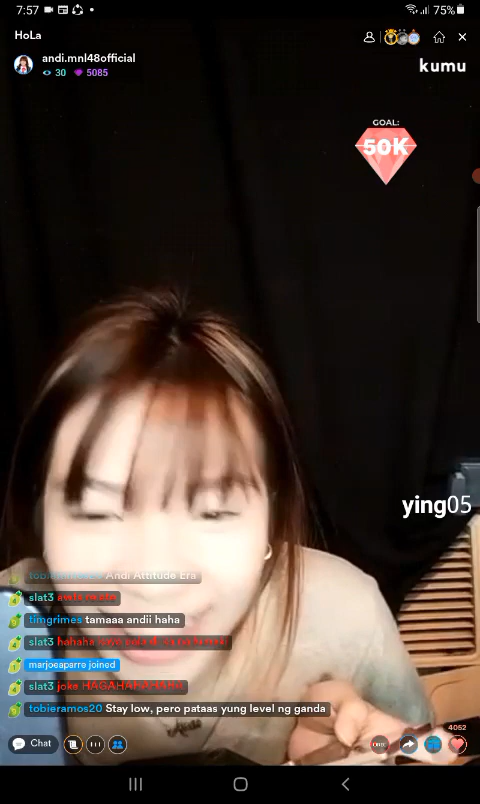 7:57
75%
HoLa
andi.mnl48official
30 5085
kumu
GOAL:
50K
ying05
Andi Attitude Era
slat3
timgrimes tamaaa andii haha
slat3 hahaha
marjoeaparre joined
slat3 joke HAGAHAHAHAHA
tobieramos20 Stay low, pero pataas yung level ng ganda
4052
Chat